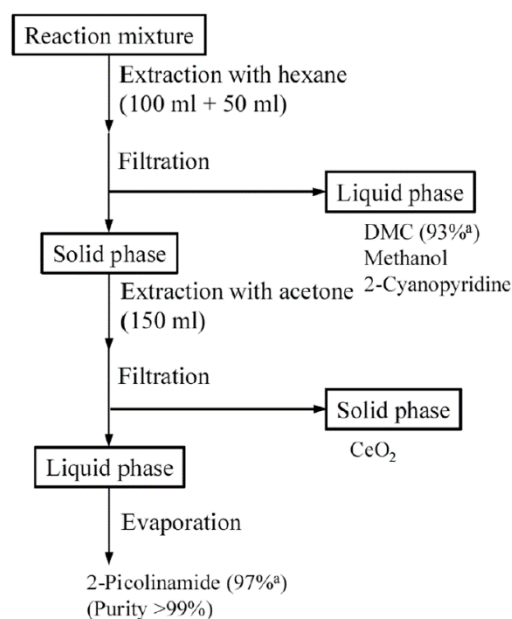 Reaction mixture
Extraction with hexane
(100 ml + 50 ml)
Filtration
Liquid phase
DMC (93%ᵃ)
Methanol
2-Cyanopyridine
Solid phase
Extraction with acetone
(150 ml)
Filtration
Solid phase
CeO₂
Liquid phase
Evaporation
2-Picolinamide (97%ᵃ)
(Purity >99%)